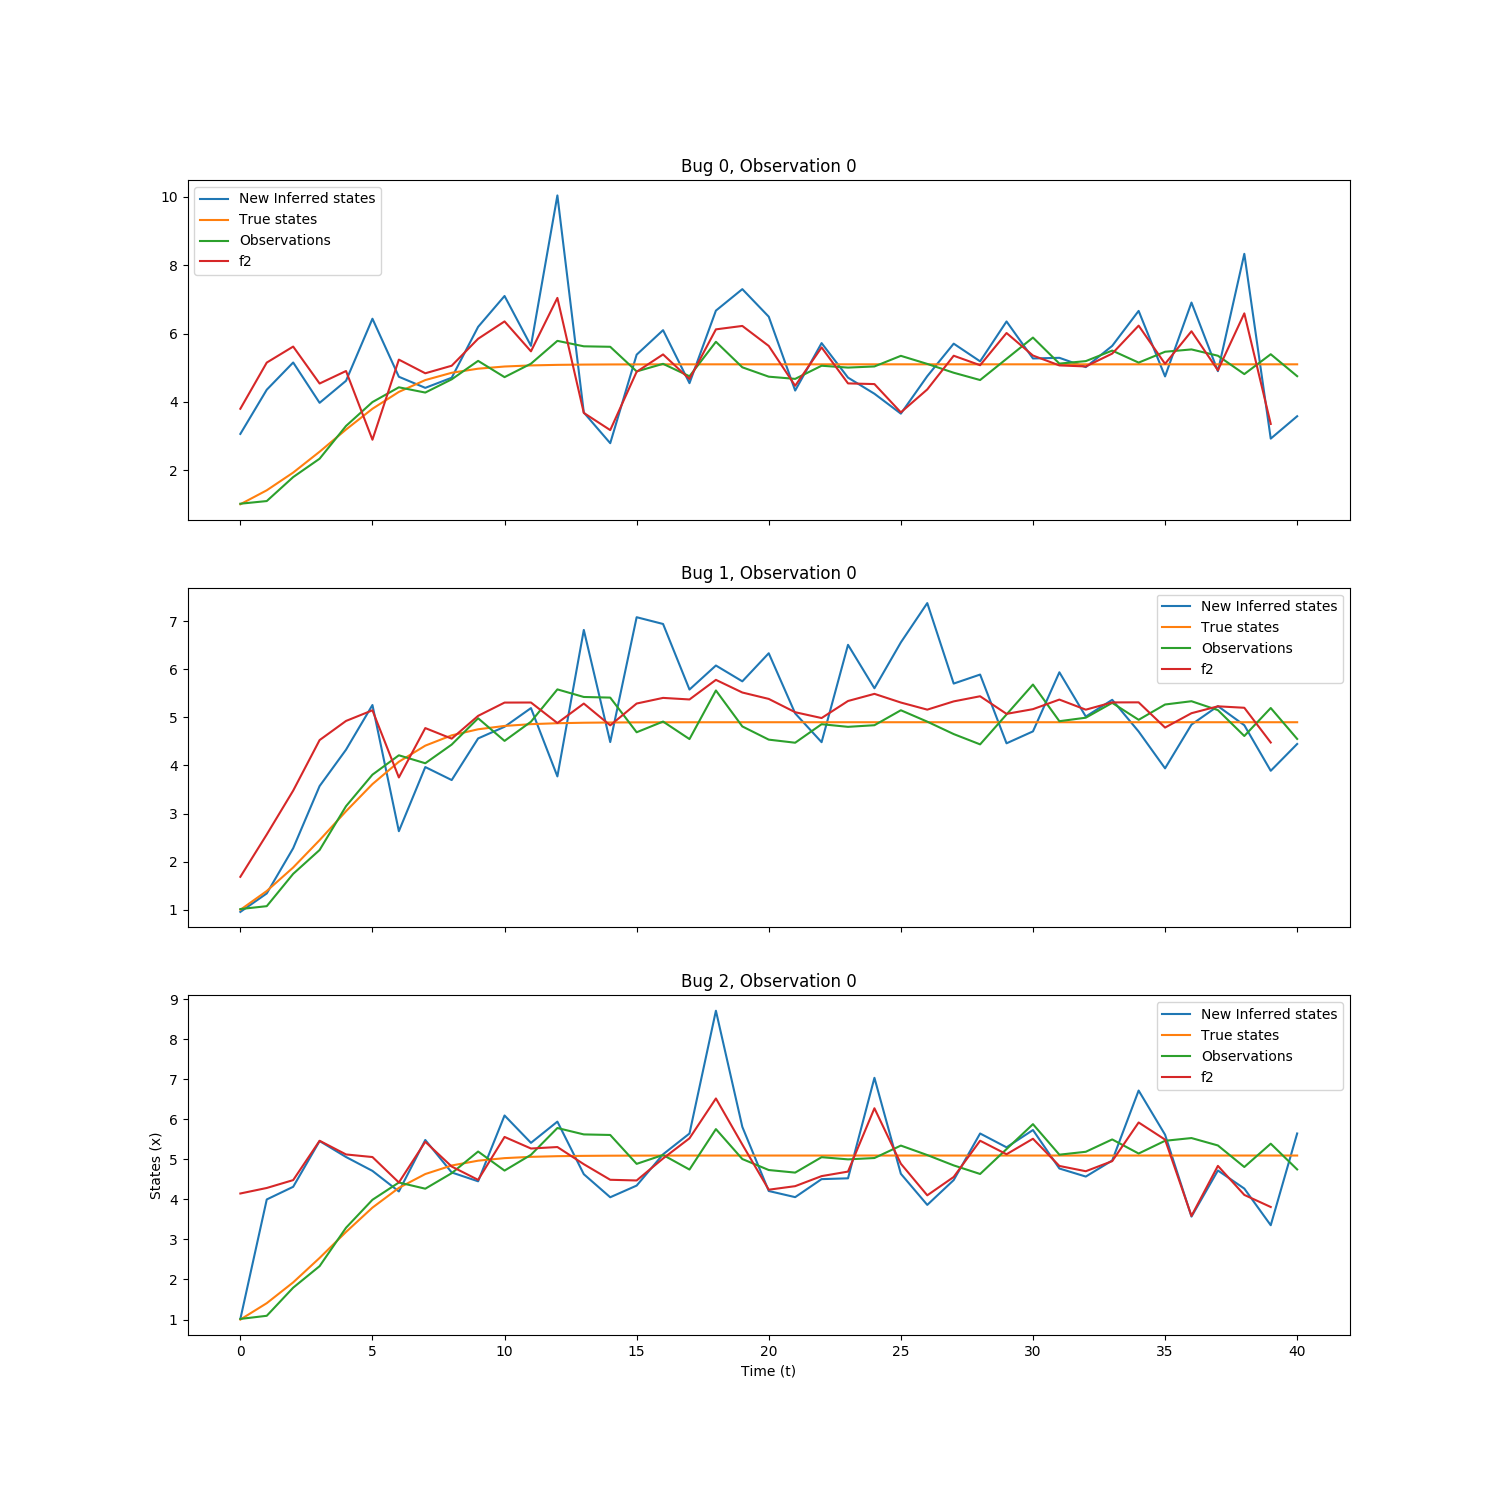 Bug 0, Observation 0
New Inferred states
True states
Observations
f2
10
8
6
4
2
Bug 1, Observation 0
New Inferred states
True states
Observations
f2
7
6
5
4
3
2
1
Bug 2, Observation 0
New Inferred states
True states
Observations
f2
9
8
7
6
5
4
3
2
1
States (x)
0 5 10 15 20 25 30 35 40
Time (t)